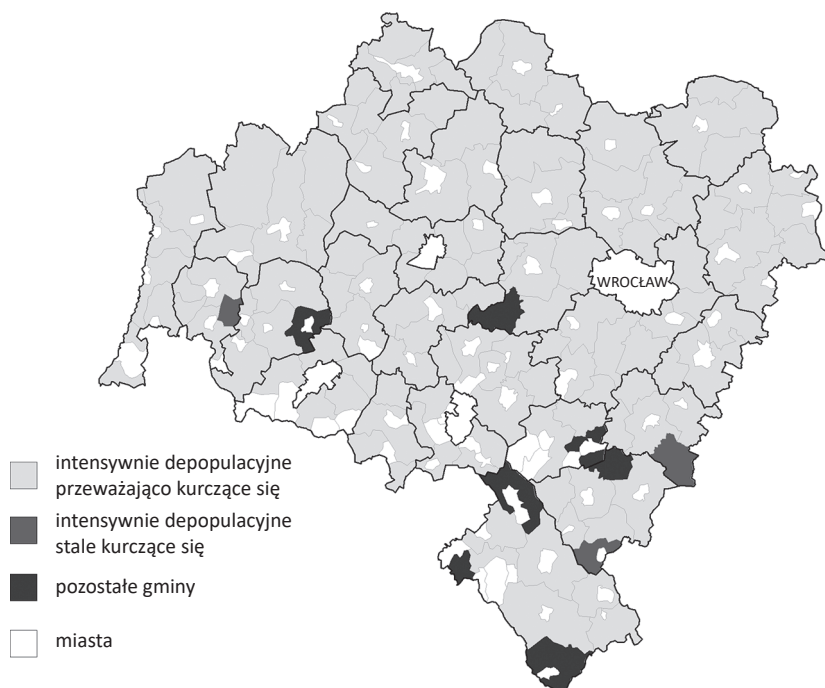 WROCŁAW
intensywnie depopulacyjne
przeważająco kurczące się
intensywnie depopulacyjne
stale kurczące się
pozostałe gminy
miasta